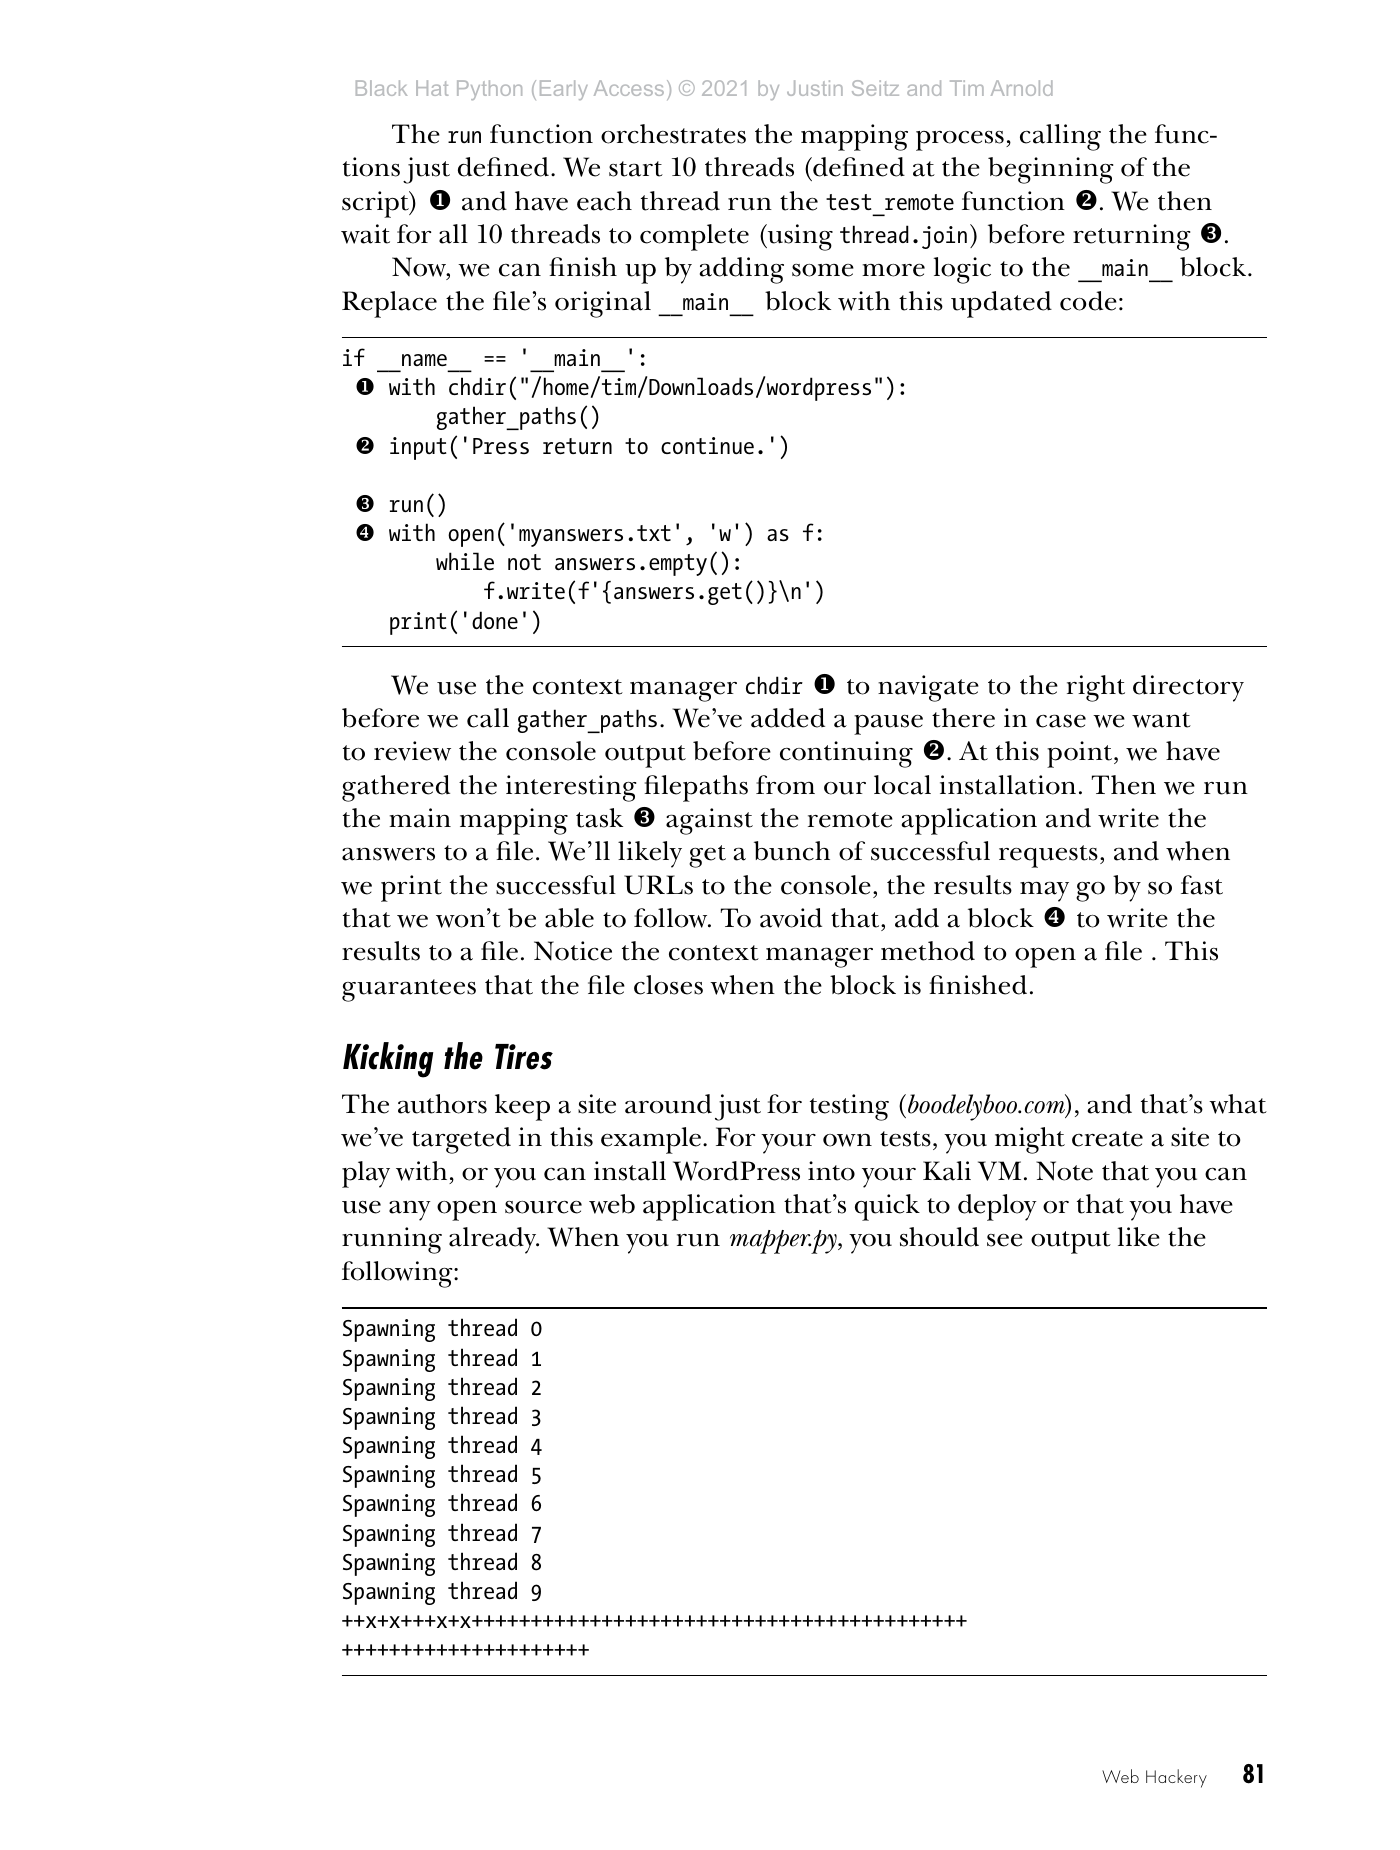 Black Hat Python (Early Access) © 2021 by Justin Seitz and Tim Arnold
The run function orchestrates the mapping process, calling the func-
tions just defined. We start 10 threads (defined at the beginning of the
script) ❶ and have each thread run the test_remote function ❷. We then
wait for all 10 threads to complete (using thread.join) before returning ❸.
Now, we can finish up by adding some more logic to the __main__ block.
Replace the file’s original __main__ block with this updated code:
if __name__ == '__main__':
❶ with chdir("/home/tim/Downloads/wordpress"):
gather_paths()
❷ input('Press return to continue.')
❸ run()
❹ with open('myanswers.txt', 'w') as f:
while not answers.empty():
f.write(f'{answers.get()}\n')
print('done')
We use the context manager chdir ❶ to navigate to the right directory
before we call gather_paths. We’ve added a pause there in case we want
to review the console output before continuing ❷. At this point, we have
gathered the interesting filepaths from our local installation. Then we run
the main mapping task ❸ against the remote application and write the
answers to a file. We’ll likely get a bunch of successful requests, and when
we print the successful URLs to the console, the results may go by so fast
that we won’t be able to follow. To avoid that, add a block ❹ to write the
results to a file. Notice the context manager method to open a file . This
guarantees that the file closes when the block is finished.
Kicking the Tires
The authors keep a site around just for testing (boodelyboo.com), and that’s what
we’ve targeted in this example. For your own tests, you might create a site to
play with, or you can install WordPress into your Kali VM. Note that you can
use any open source web application that’s quick to deploy or that you have
running already. When you run mapper.py, you should see output like the
following:
Spawning thread 0
Spawning thread 1
Spawning thread 2
Spawning thread 3
Spawning thread 4
Spawning thread 5
Spawning thread 6
Spawning thread 7
Spawning thread 8
Spawning thread 9
++x+x+++x+x++++++++++++++++++++++++++++++++++++++++++
+++++++++++++++++++++
Web Hackery 81